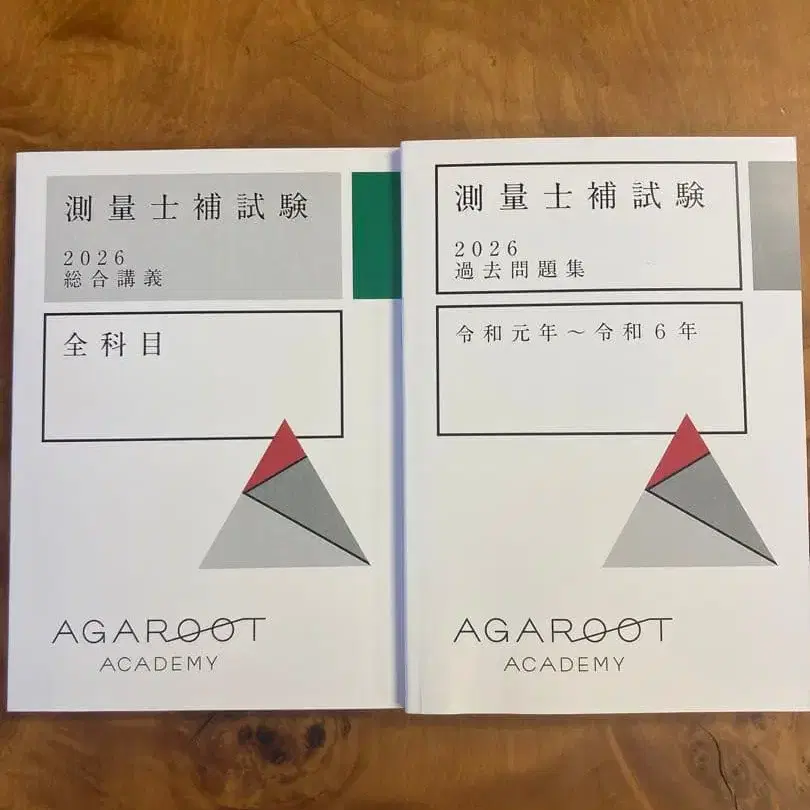 測量士補試験
2026
総合講義
全科目
AGAROOT
ACADEMY
測量士補試験
2026
過去問題集
令和元年～令和6年
AGAROOT
ACADEMY